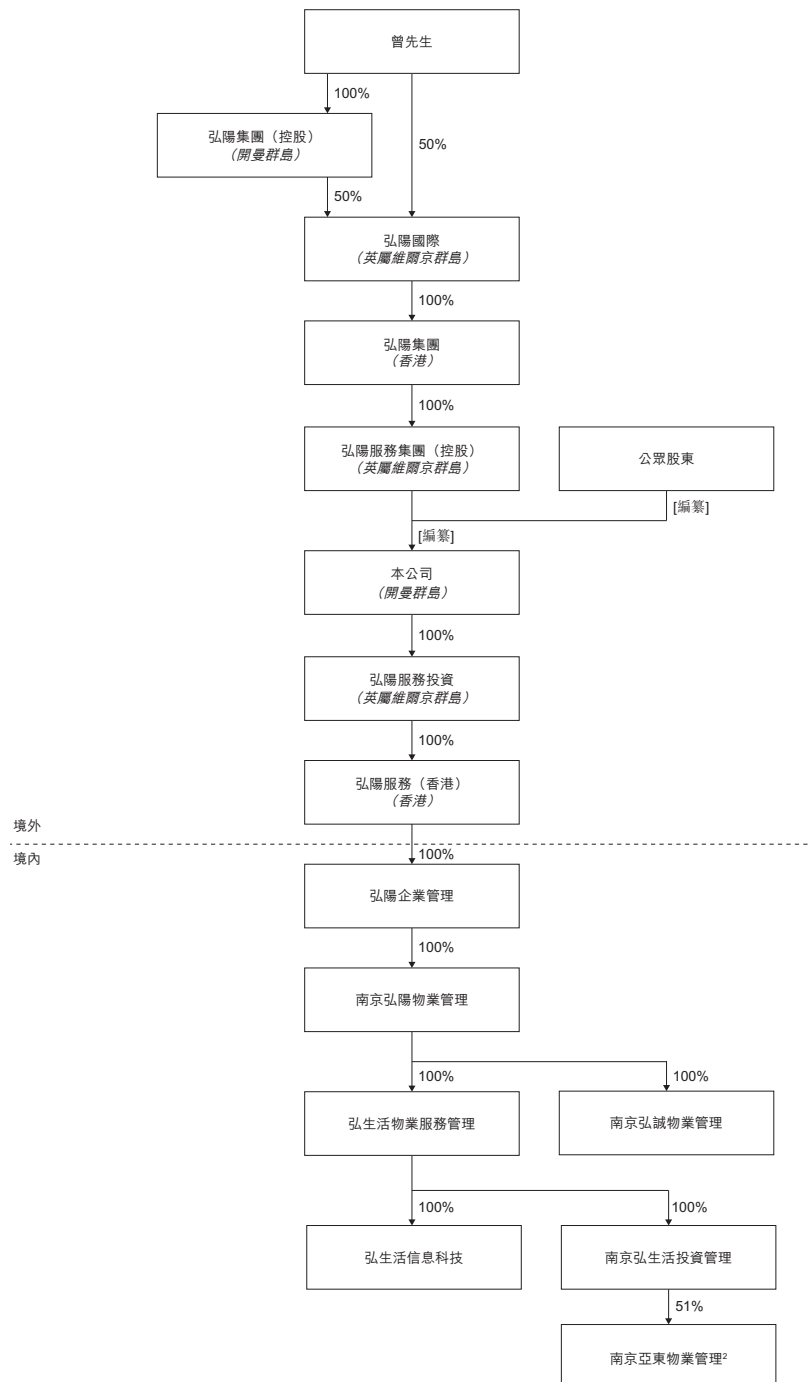 曾先生
100%
弘陽集團（控股）
（開曼群島）
50%
50%
弘陽國際
（英屬維爾京群島）
100%
弘陽集團
（香港）
100%
弘陽服務集團（控股）
（英屬維爾京群島）
公眾股東
[編纂]
[編纂]
本公司
（開曼群島）
100%
弘陽服務投資
（英屬維爾京群島）
100%
弘陽服務（香港）
（香港）
境外
境內
100%
弘陽企業管理
100%
南京弘陽物業管理
100%
100%
弘生活物業服務管理
南京弘誠物業管理
100%
100%
弘生活信息科技
南京弘生活投資管理
51%
南京亞東物業管理²